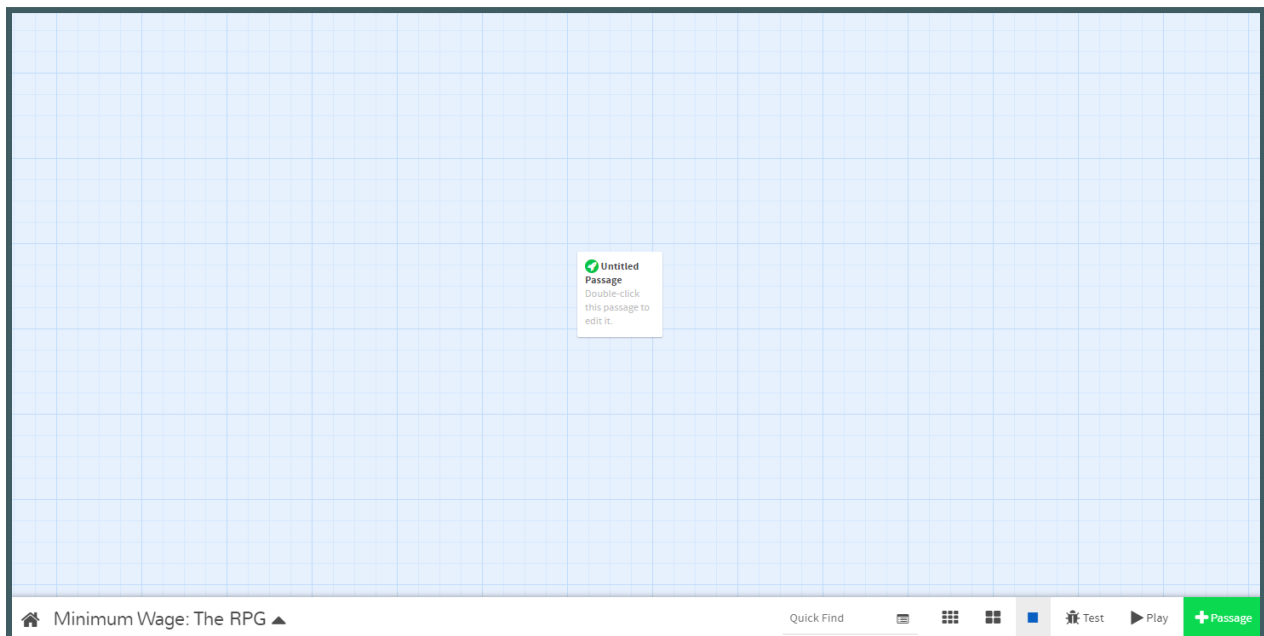 Untitled
Passage
Double-click
this passage to
edit it.
Minimum Wage: The RPG
Quick Find
Test
Play
Passage